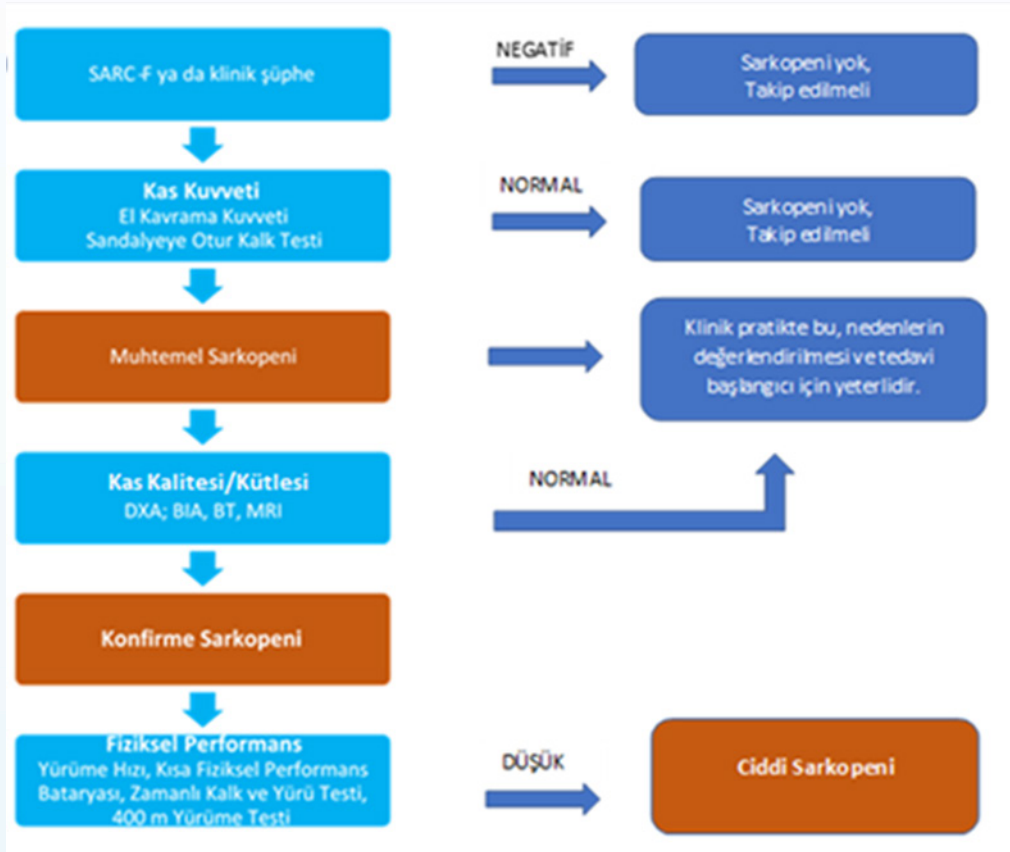 SARC-F ya da klinik şüphe
NEGATİF
Sarkopeni yok,
Takip edilmeli
Kas Kuvveti
El Kavrama Kuvveti
Sandalyeye Otur Kalk Testi
NORMAL
Sarkopeni yok,
Takip edilmeli
Muhtemel Sarkopeni
Klinik pratikte bu, nedenlerin
değerlendirilmesi ve tedavi
başlangıcı için yeterlidir.
Kas Kalitesi/Kütlesi
DXA; BIA, BT, MRI
NORMAL
Konfirme Sarkopeni
Fiziksel Performans
Yürüme Hızı, Kısa Fiziksel Performans
Bataryası, Zamanlı Kalk ve Yürü Testi,
400 m Yürüme Testi
DÜŞÜK
Ciddi Sarkopeni